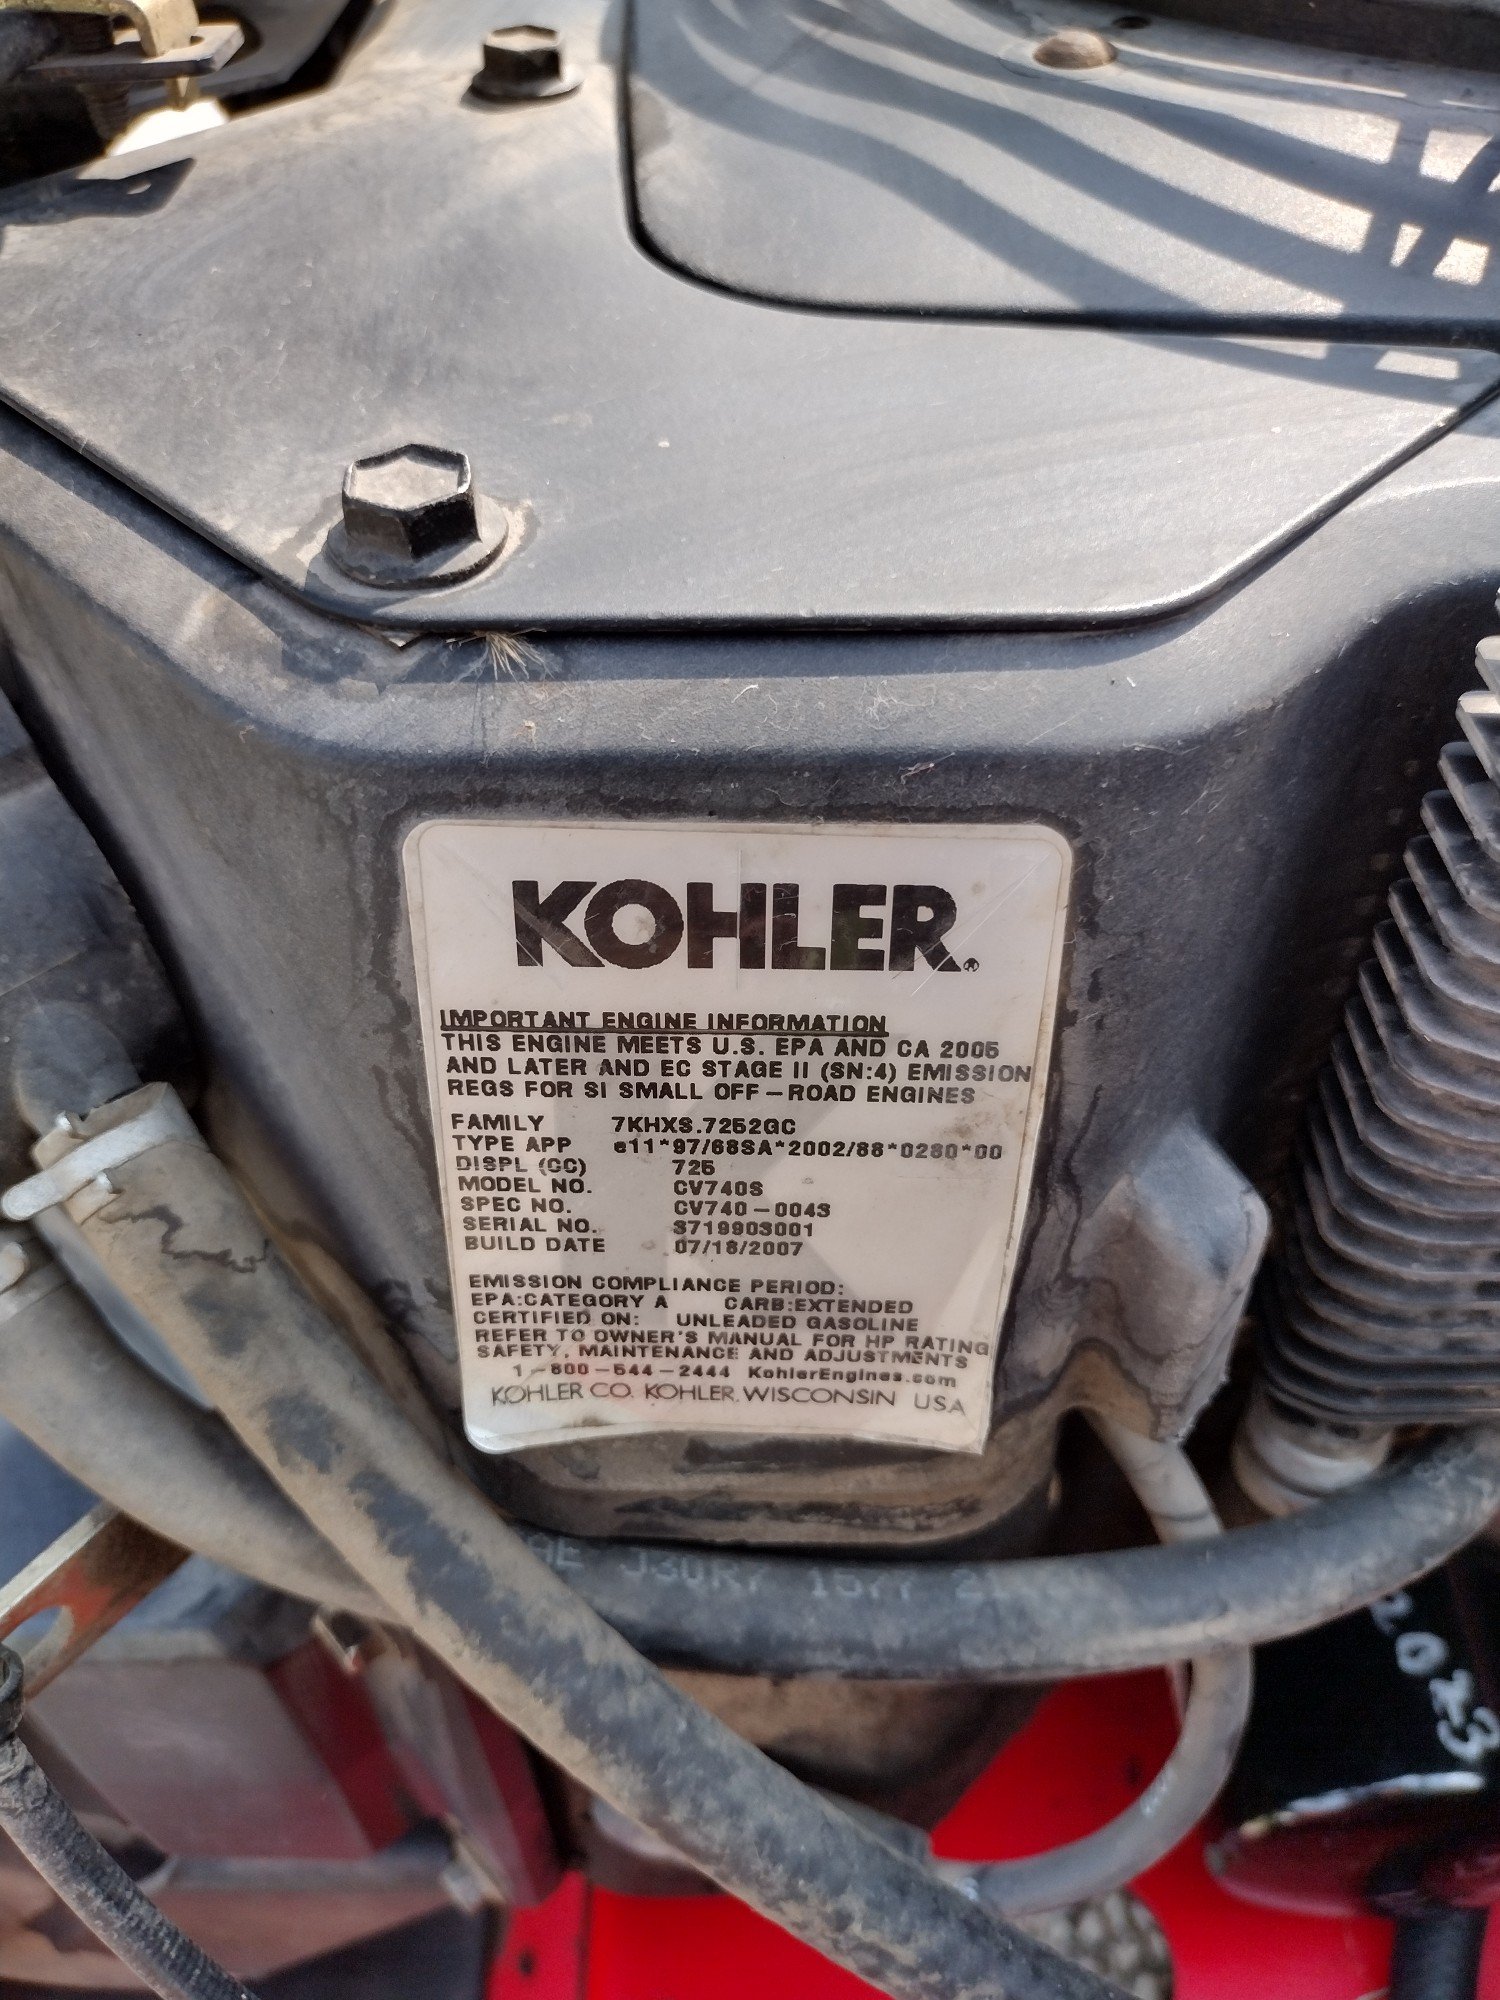 KOHLER.
IMPORTANT ENGINE INFORMATION
THIS ENGINE MEETS U.S. EPA AND CA 2005
AND LATER AND EC STAGE II (SN:4) EMISSION
REGS FOR SI SMALL OFF-ROAD ENGINES
FAMILY 7KHXS.7252GC
TYPE APP e11*97/68SA*2002/88*0280*00
DISPL (CC) 725
MODEL NO. CV740S
SPEC NO. CV740-0043
SERIAL NO. 3719903001
BUILD DATE 07/18/2007
EMISSION COMPLIANCE PERIOD:
EPA:CATEGORY A CARB:EXTENDED
CERTIFIED ON: UNLEADED GASOLINE
REFER TO OWNER'S MANUAL FOR HP RATING
SAFETY, MAINTENANCE AND ADJUSTMENTS
1-800-544-2444 KohlerEngines.com
KOHLER CO. KOHLER, WISCONSIN USA
J30R7 1577
2023